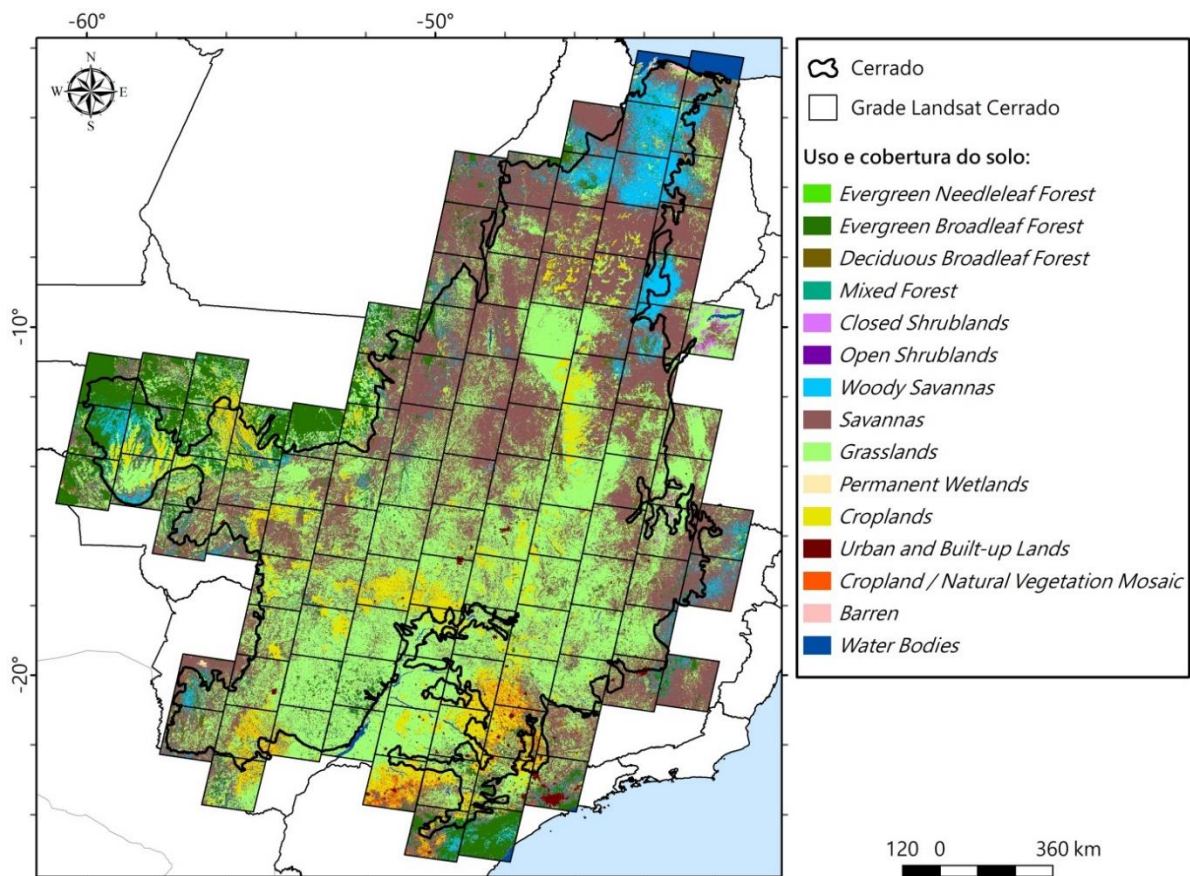 -60°
-50°
N
W E
S
-10°
-20°
120 0 360 km
Cerrado
Grade Landsat Cerrado
Uso e cobertura do solo:
Evergreen Needleleaf Forest
Evergreen Broadleaf Forest
Deciduous Broadleaf Forest
Mixed Forest
Closed Shrublands
Open Shrublands
Woody Savannas
Savannas
Grasslands
Permanent Wetlands
Croplands
Urban and Built-up Lands
Cropland / Natural Vegetation Mosaic
Barren
Water Bodies